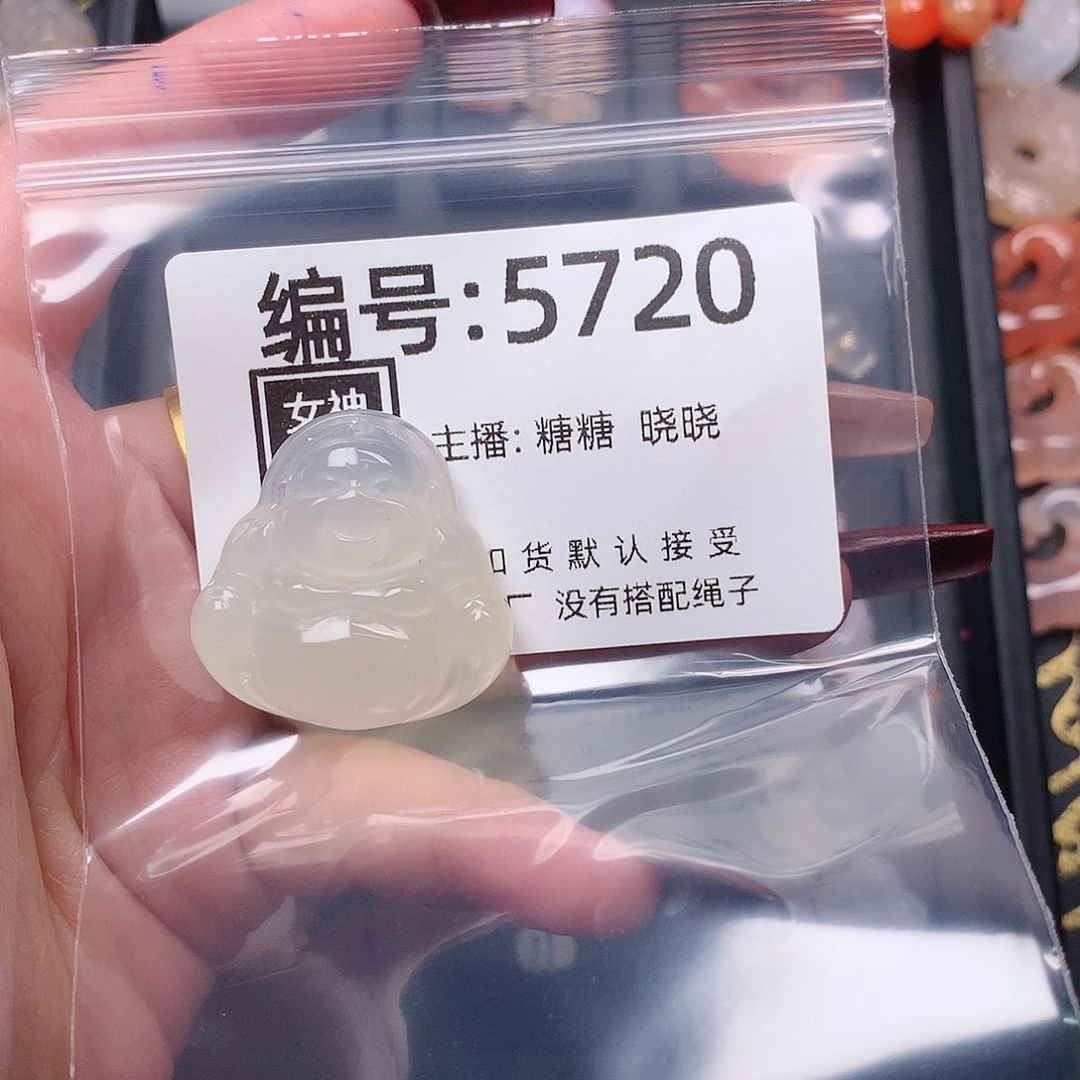 编号:5720
女神
主播: 糖糖 晓晓
货默认接受
没有搭配绳子